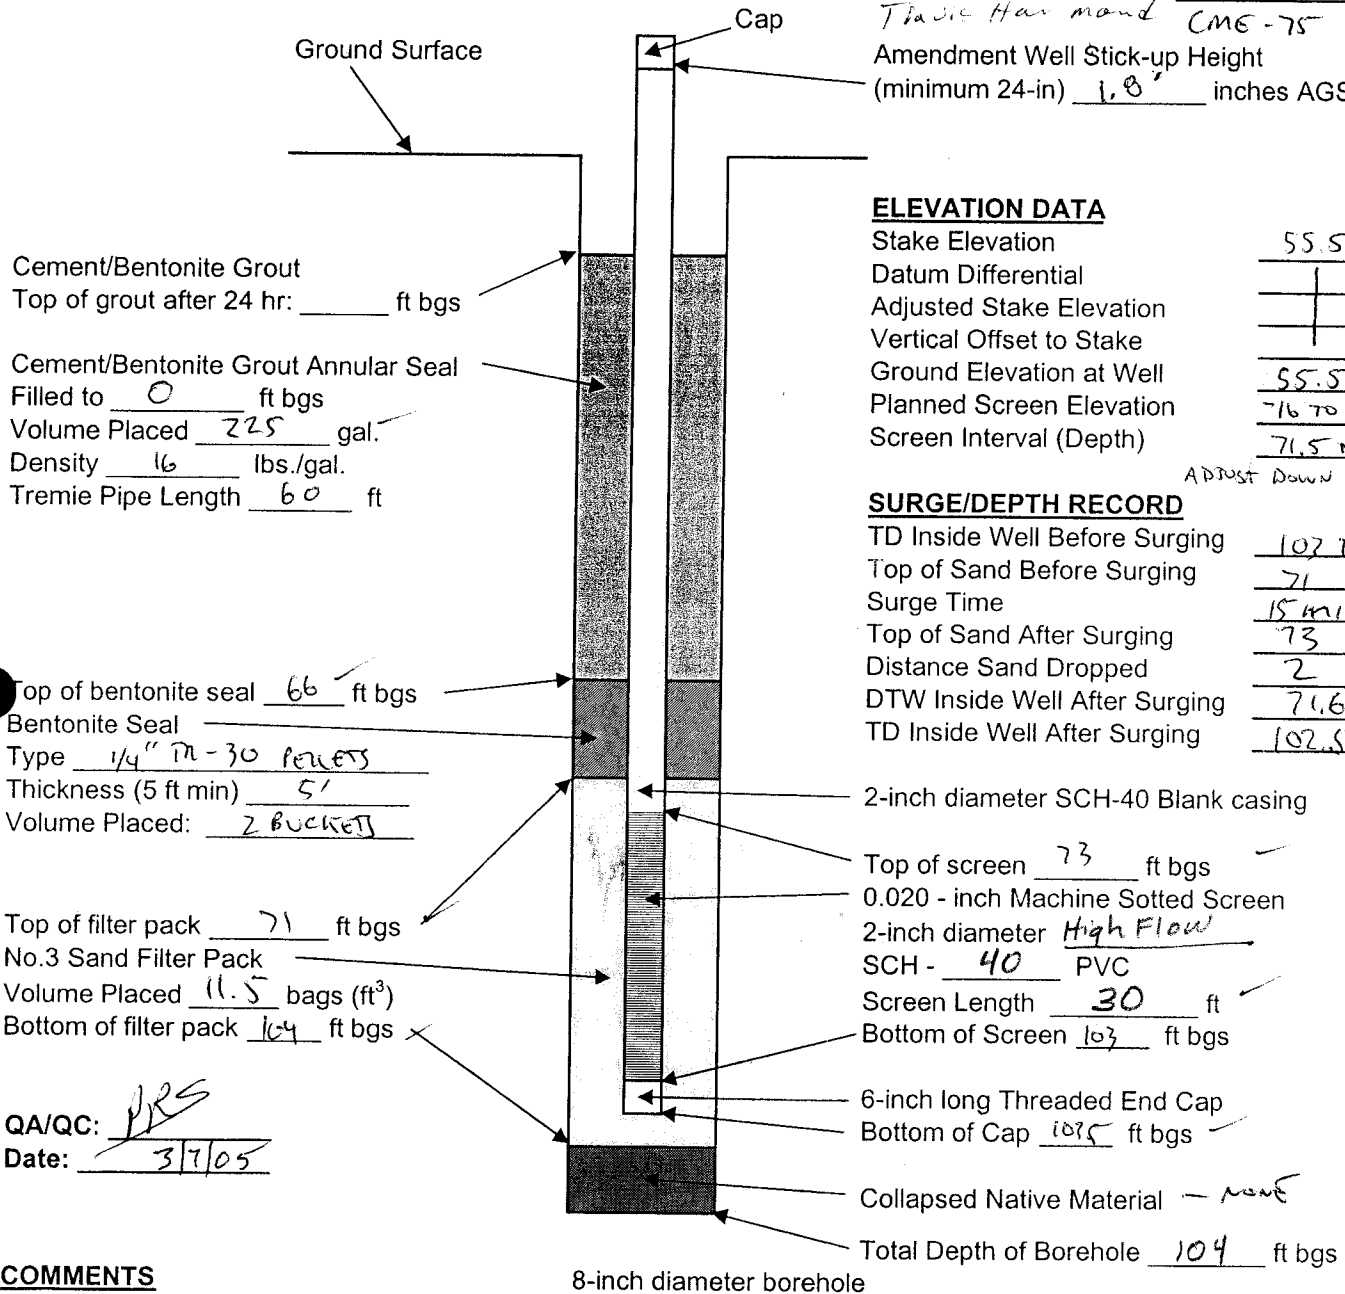 Cap
CME-75
Ground Surface
Amendment Well Stick-up Height
(minimum 24-in) 1.8' inches AGS
ELEVATION DATA
Stake Elevation 55.5
Datum Differential
Adjusted Stake Elevation
Vertical Offset to Stake
Ground Elevation at Well 55.5
Planned Screen Elevation
Screen Interval (Depth) 71.5
ADJUST DOWN
Cement/Bentonite Grout
Top of grout after 24 hr: ft bgs
Cement/Bentonite Grout Annular Seal
Filled to 0 ft bgs
Volume Placed 225 gal.
Density 16 lbs./gal.
Tremie Pipe Length 60 ft
SURGE/DEPTH RECORD
TD Inside Well Before Surging
Top of Sand Before Surging 71
Surge Time 15 mi
Top of Sand After Surging 73
Distance Sand Dropped 2
DTW Inside Well After Surging 71.6
TD Inside Well After Surging 102.5
Top of bentonite seal 66 ft bgs
Bentonite Seal
Type 1/4" TR-30 PELLETS
Thickness (5 ft min) 5'
Volume Placed: 2 BUCKETS
2-inch diameter SCH-40 Blank casing
Top of screen 73 ft bgs
0.020 - inch Machine Sotted Screen
2-inch diameter High Flow
SCH - 40 PVC
Screen Length 30 ft
Bottom of Screen 103 ft bgs
Top of filter pack 71 ft bgs
No.3 Sand Filter Pack
Volume Placed 11.5 bags (ft³)
Bottom of filter pack 104 ft bgs
6-inch long Threaded End Cap
Bottom of Cap 103.5 ft bgs
QA/QC: PRS
Date: 3/7/05
Collapsed Native Material - NONE
Total Depth of Borehole 104 ft bgs
COMMENTS
8-inch diameter borehole